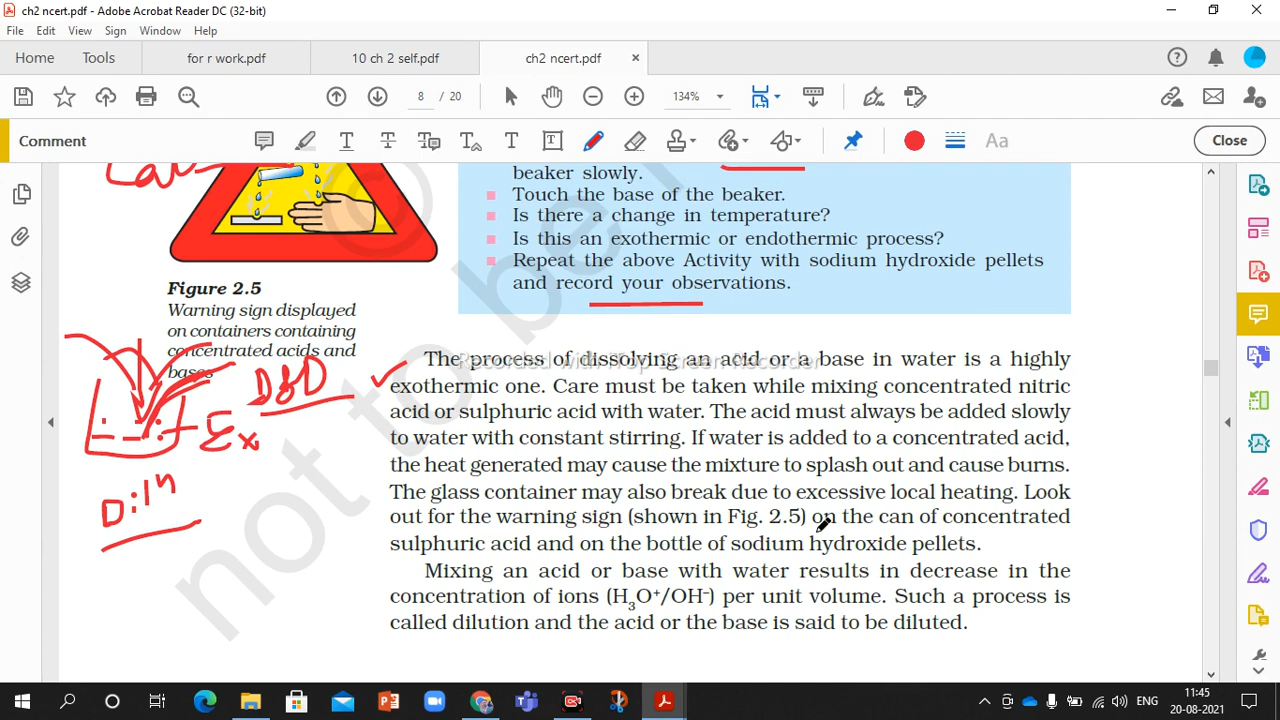 ch2 ncert.pdf - Adobe Acrobat Reader DC (32-bit)
File Edit View Sign Window Help
Home Tools for r work.pdf 10 ch 2 self.pdf ch2 ncert.pdf ×
8 / 20 134%
Comment Close
beaker slowly.
Touch the base of the beaker.
Is there a change in temperature?
Is this an exothermic or endothermic process?
Repeat the above Activity with sodium hydroxide pellets
and record your observations.
Figure 2.5
Warning sign displayed
on containers containing
concentrated acids and
bases
Ex
Diln
The process of dissolving an acid or a base in water is a highly
exothermic one. Care must be taken while mixing concentrated nitric
acid or sulphuric acid with water. The acid must always be added slowly
to water with constant stirring. If water is added to a concentrated acid,
the heat generated may cause the mixture to splash out and cause burns.
The glass container may also break due to excessive local heating. Look
out for the warning sign (shown in Fig. 2.5) on the can of concentrated
sulphuric acid and on the bottle of sodium hydroxide pellets.
Mixing an acid or base with water results in decrease in the
concentration of ions (H₃O⁺/OH⁻) per unit volume. Such a process is
called dilution and the acid or the base is said to be diluted.
not to be
ENG
11:45
20-08-2021